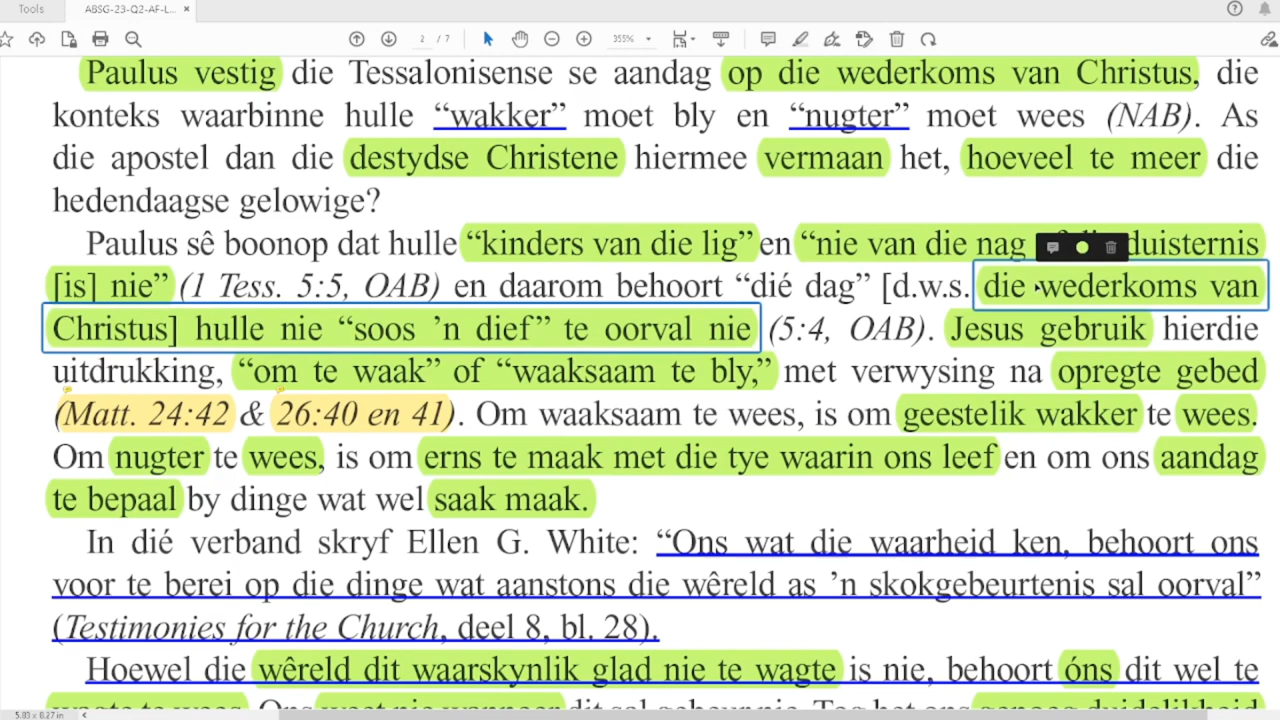 Tools
ABSG-23-Q2-AF-L... ×
2 / 7
355%
Paulus vestig die Tessalonisense se aandag op die wederkoms van Christus, die
konteks waarbinne hulle “wakker” moet bly en “nugter” moet wees (NAB). As
die apostel dan die destydse Christene hiermee vermaan het, hoeveel te meer die
hedendaagse gelowige?
Paulus sê boonop dat hulle “kinders van die lig” en “nie van die nag duisternis
[is] nie” (1 Tess. 5:5, OAB) en daarom behoort “dié dag” [d.w.s. die wederkoms van
Christus] hulle nie “soos ’n dief” te oorval nie (5:4, OAB). Jesus gebruik hierdie
uitdrukking, “om te waak” of “waaksaam te bly,” met verwysing na opregte gebed
(Matt. 24:42 & 26:40 en 41). Om waaksaam te wees, is om geestelik wakker te wees.
Om nugter te wees, is om erns te maak met die tye waarin ons leef en om ons aandag
te bepaal by dinge wat wel saak maak.
In dié verband skryf Ellen G. White: “Ons wat die waarheid ken, behoort ons
voor te berei op die dinge wat aanstons die wêreld as ’n skokgebeurtenis sal oorval”
(Testimonies for the Church, deel 8, bl. 28).
Hoewel die wêreld dit waarskynlik glad nie te wagte is nie, behoort óns dit wel te
5.83 x 8.27 in